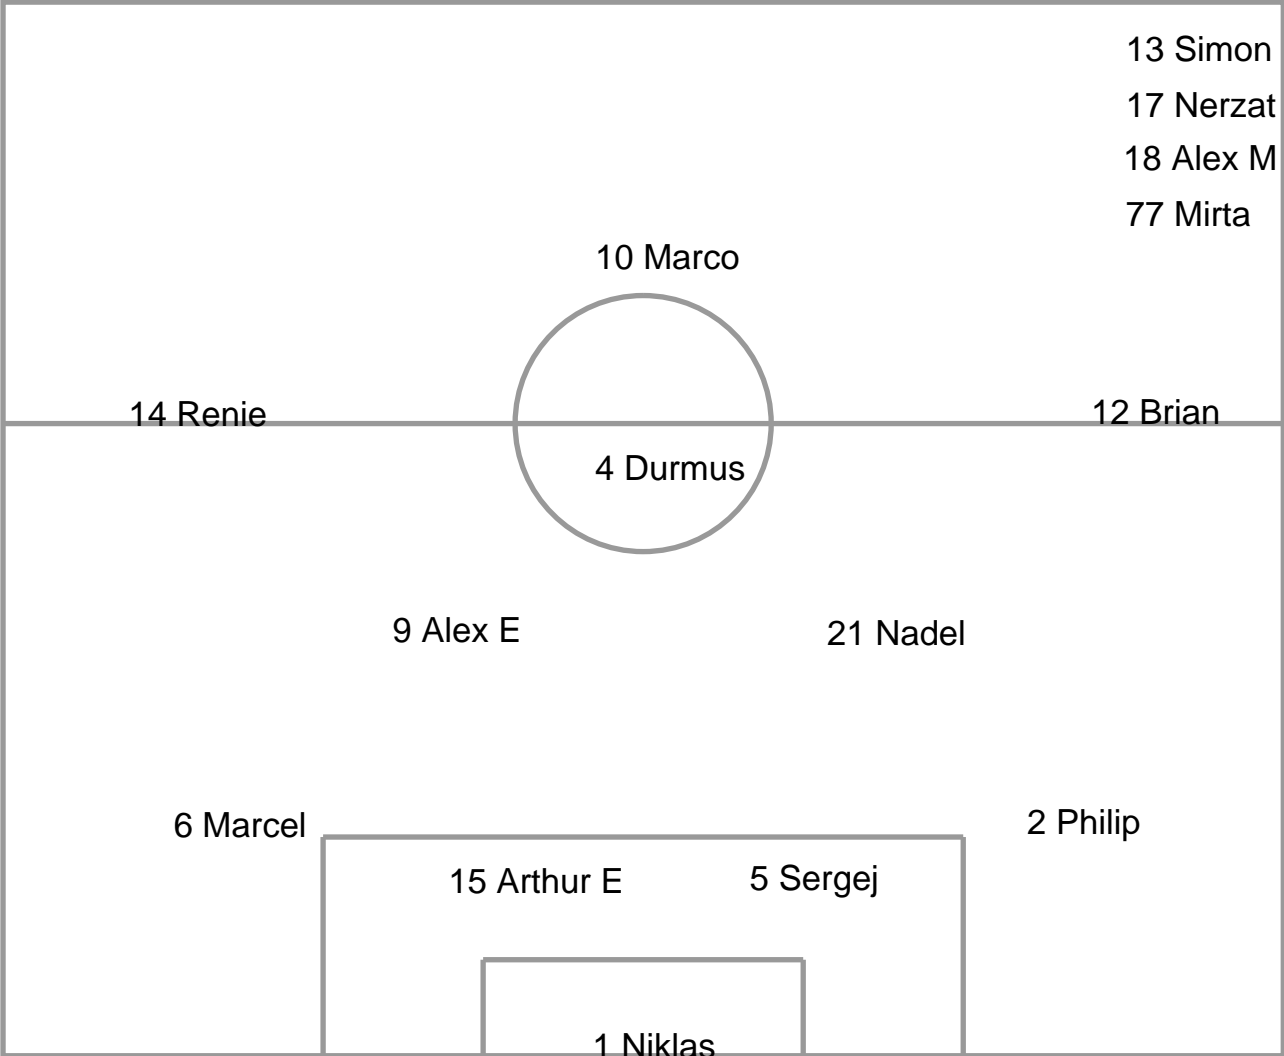 13 Simon
17 Nerzat
18 Alex M
77 Mirta
10 Marco
14 Renie
12 Brian
4 Durmus
9 Alex E
21 Nadel
6 Marcel
2 Philip
15 Arthur E
5 Sergej
1 Niklas